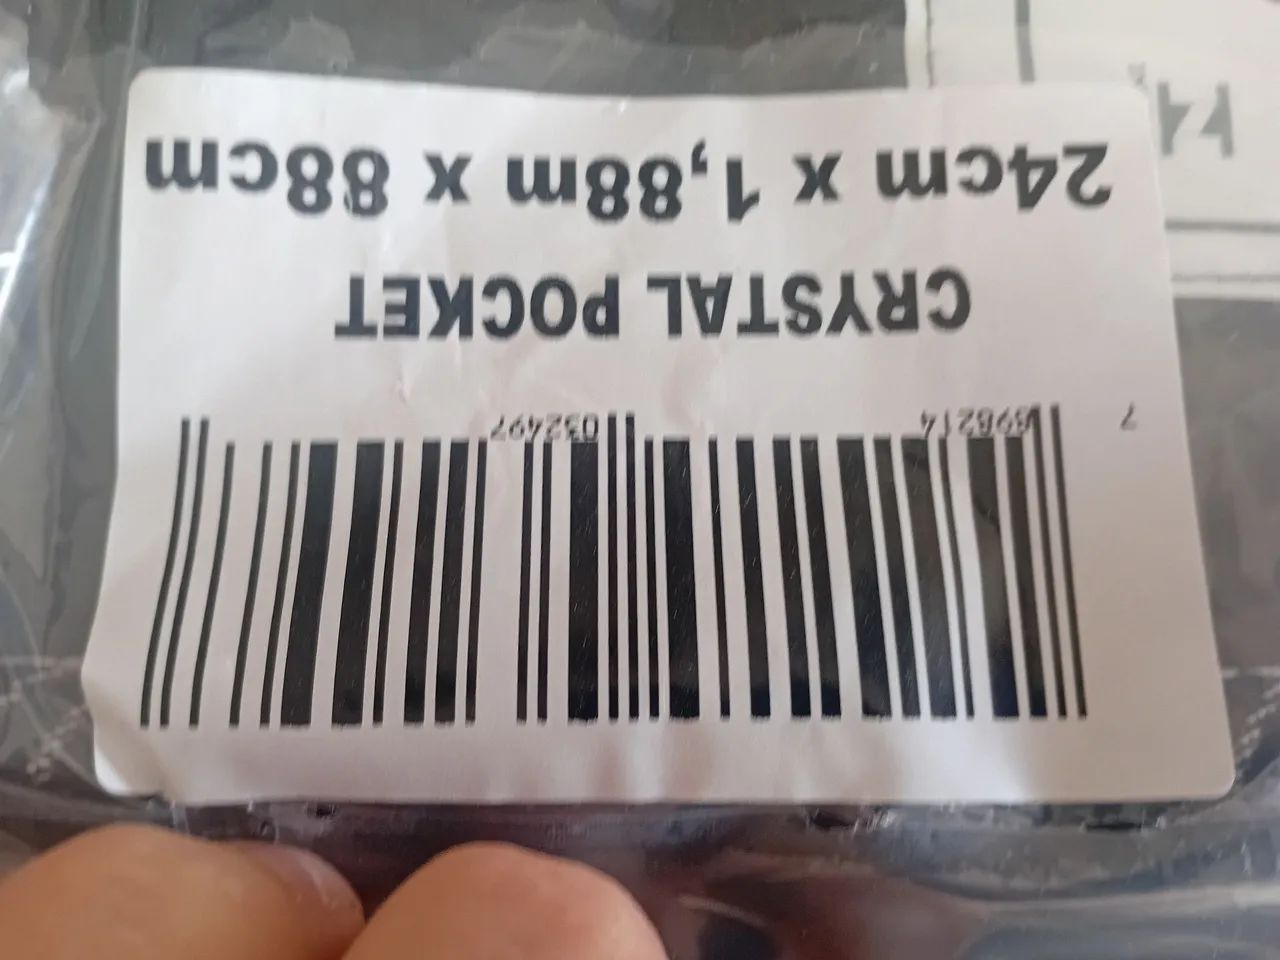 7 898214 032497
CRYSTAL POCKET
24cm x 1,88m x 88cm